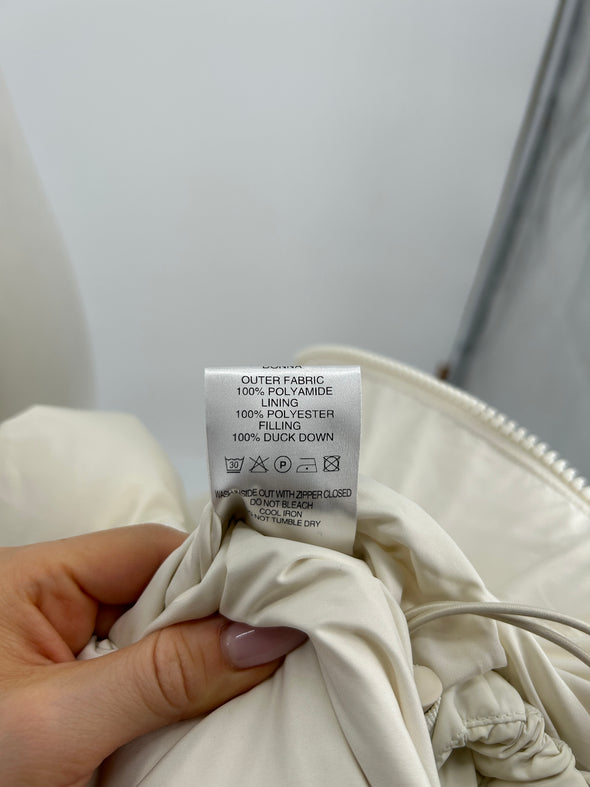 DONNA
OUTER FABRIC
100% POLYAMIDE
LINING
100% POLYESTER
FILLING
100% DUCK DOWN
30 P
INSIDE OUT WITH ZIPPER CLOSED
DO NOT BLEACH
COOL IRON
NOT TUMBLE DRY